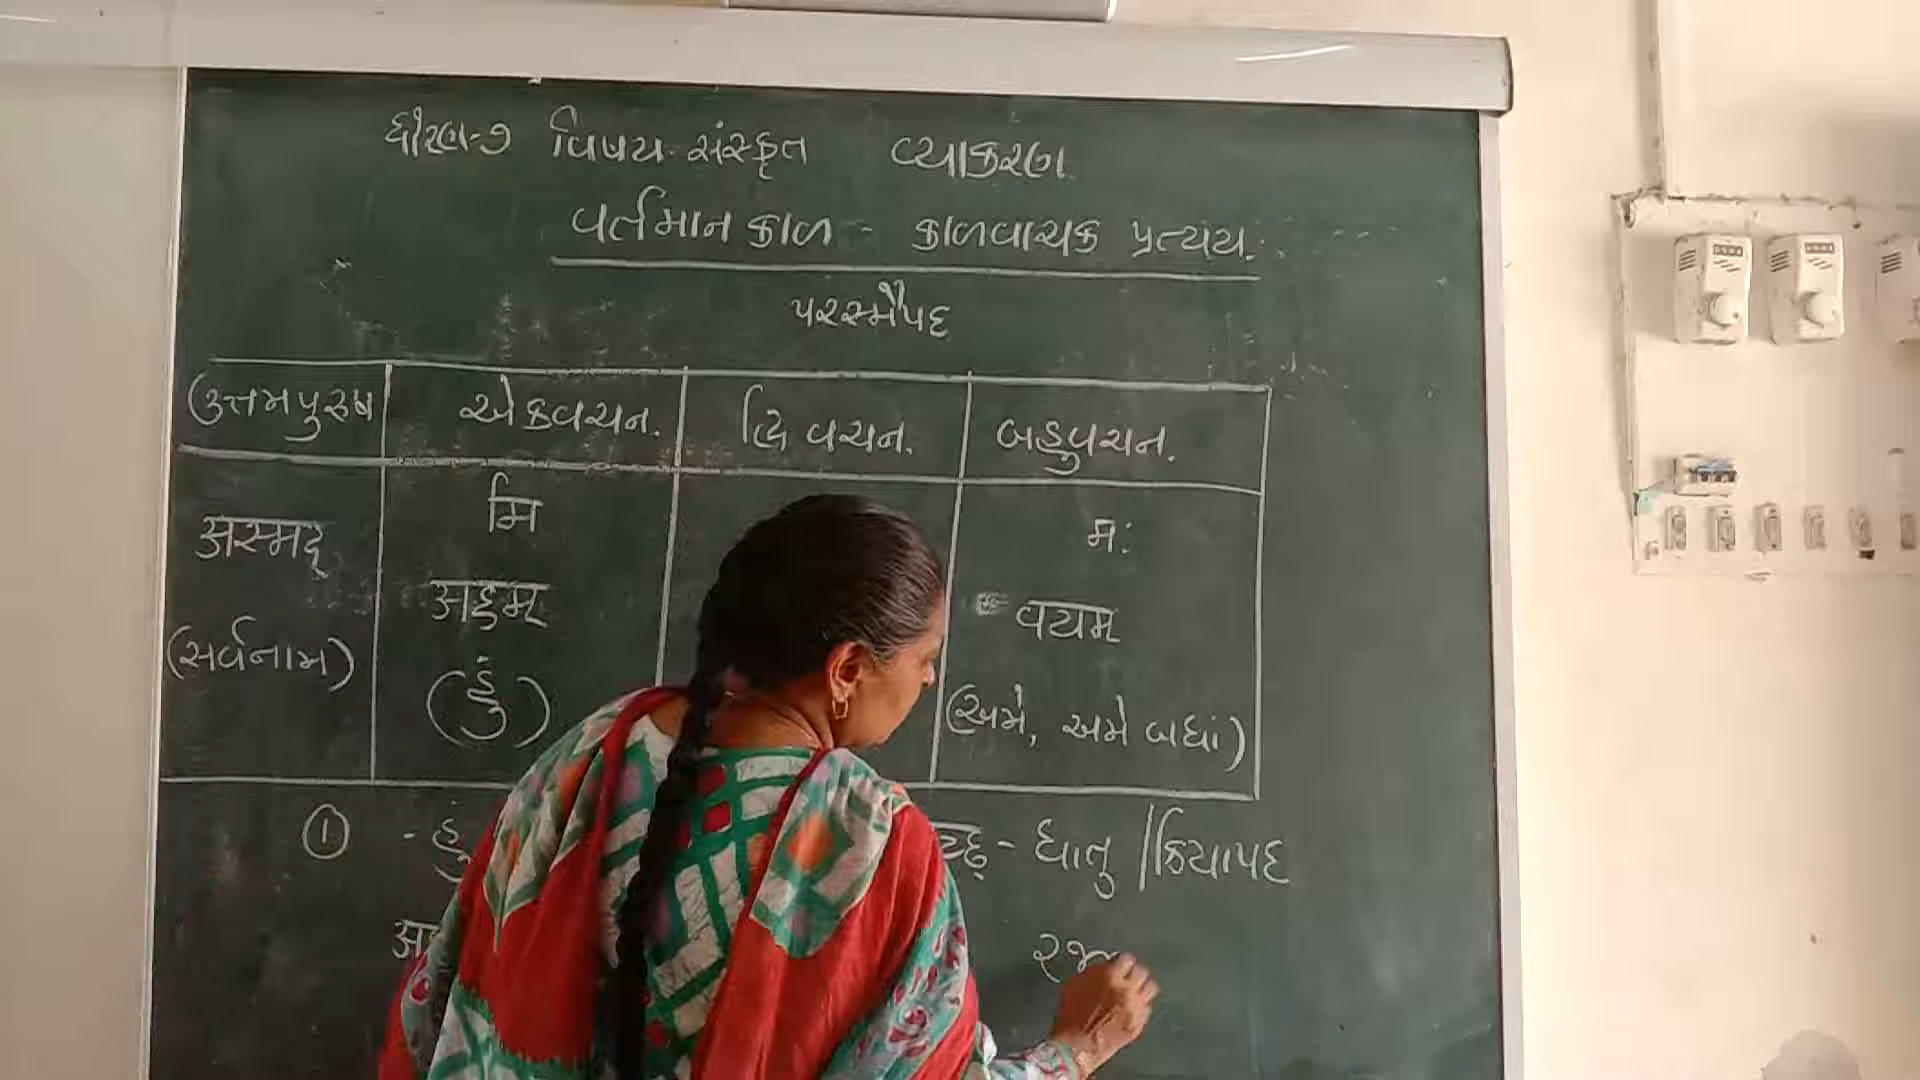 ધોરણ-૭ વિષય-સંસ્કૃત વ્યાકરણ
વર્તમાન કાળ - કાળવાચક પ્રત્યય.
પરસ્મૈપદ
ઉત્તમપુરુષ એકવચન. દ્વિ વચન. બહુવચન.
अस्मद् मि મ:
अहम् वयम्
(સર્વનામ) (હું) (અમે, અમે બધાં)
① - હું च्छ् - ધાતુ / ક્રિયાપદ